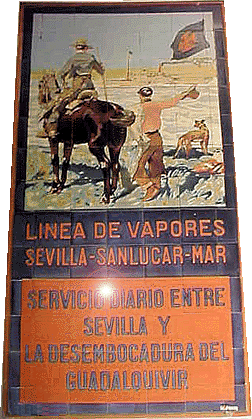 LINEA DE VAPORES
SEVILLA-SANLUCAR-MAR
SERVICIO DIARIO ENTRE
SEVILLA Y
LA DESEMBOCADURA DEL
GUADALQUIVIR